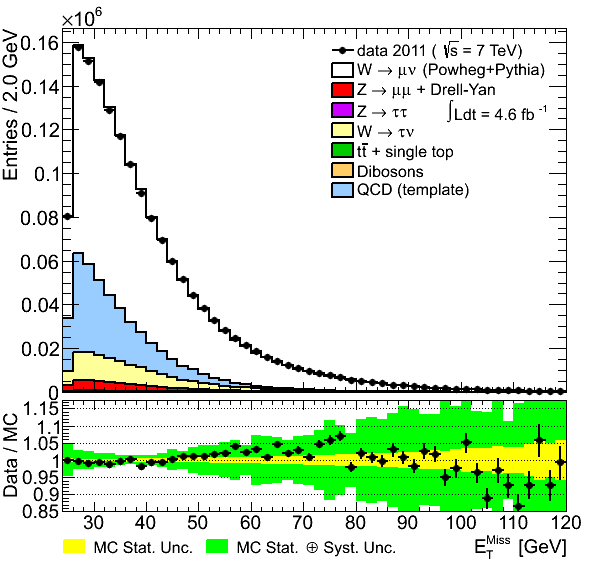 ×10⁶
Entries / 2.0 GeV
0.16
0.14
0.12
0.1
0.08
0.06
0.04
0.02
0
data 2011 ( √s = 7 TeV)
W → μν (Powheg+Pythia)
Z → μμ + Drell-Yan
Z → ττ
∫Ldt = 4.6 fb⁻¹
W → τν
tt̅ + single top
Dibosons
QCD (template)
Data / MC
1.15
1.1
1.05
1
0.95
0.9
0.85
30 40 50 60 70 80 90 100 110 120
MC Stat. Unc.
MC Stat. ⊕ Syst. Unc.
E_T^Miss [GeV]